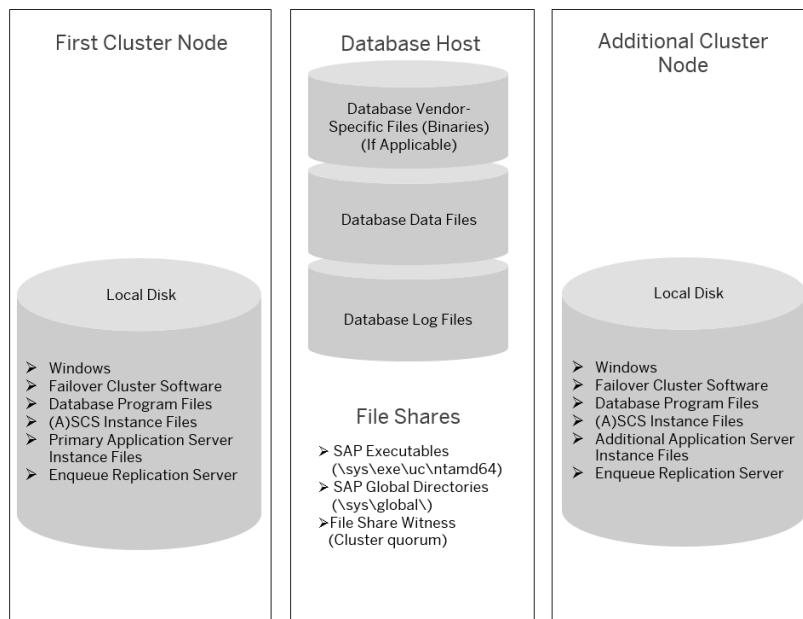 First Cluster Node
Local Disk
➢ Windows
➢ Failover Cluster Software
➢ Database Program Files
➢ (A)SCS Instance Files
➢ Primary Application Server
Instance Files
➢ Enqueue Replication Server
Database Host
Database Vendor-
Specific Files (Binaries)
(If Applicable)
Database Data Files
Database Log Files
File Shares
➢ SAP Executables
(\sys\exe\uc\ntamd64)
➢ SAP Global Directories
(\sys\global\)
➢File Share Witness
(Cluster quorum)
Additional Cluster
Node
Local Disk
➢ Windows
➢ Failover Cluster Software
➢ Database Program Files
➢ (A)SCS Instance Files
➢ Additional Application Server
Instance Files
➢ Enqueue Replication Server